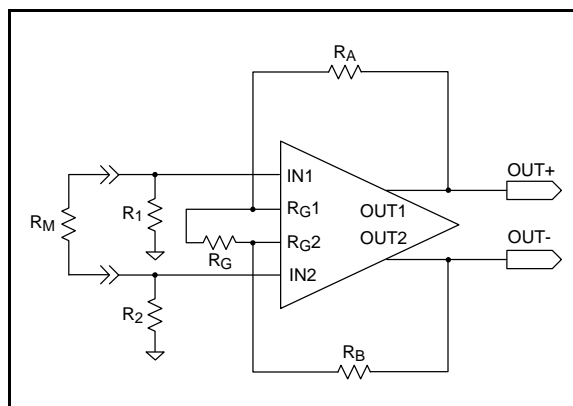 RA
IN1
OUT+
RM
R1
RG1
OUT1
RG2
OUT2
OUT-
RG
IN2
R2
RB